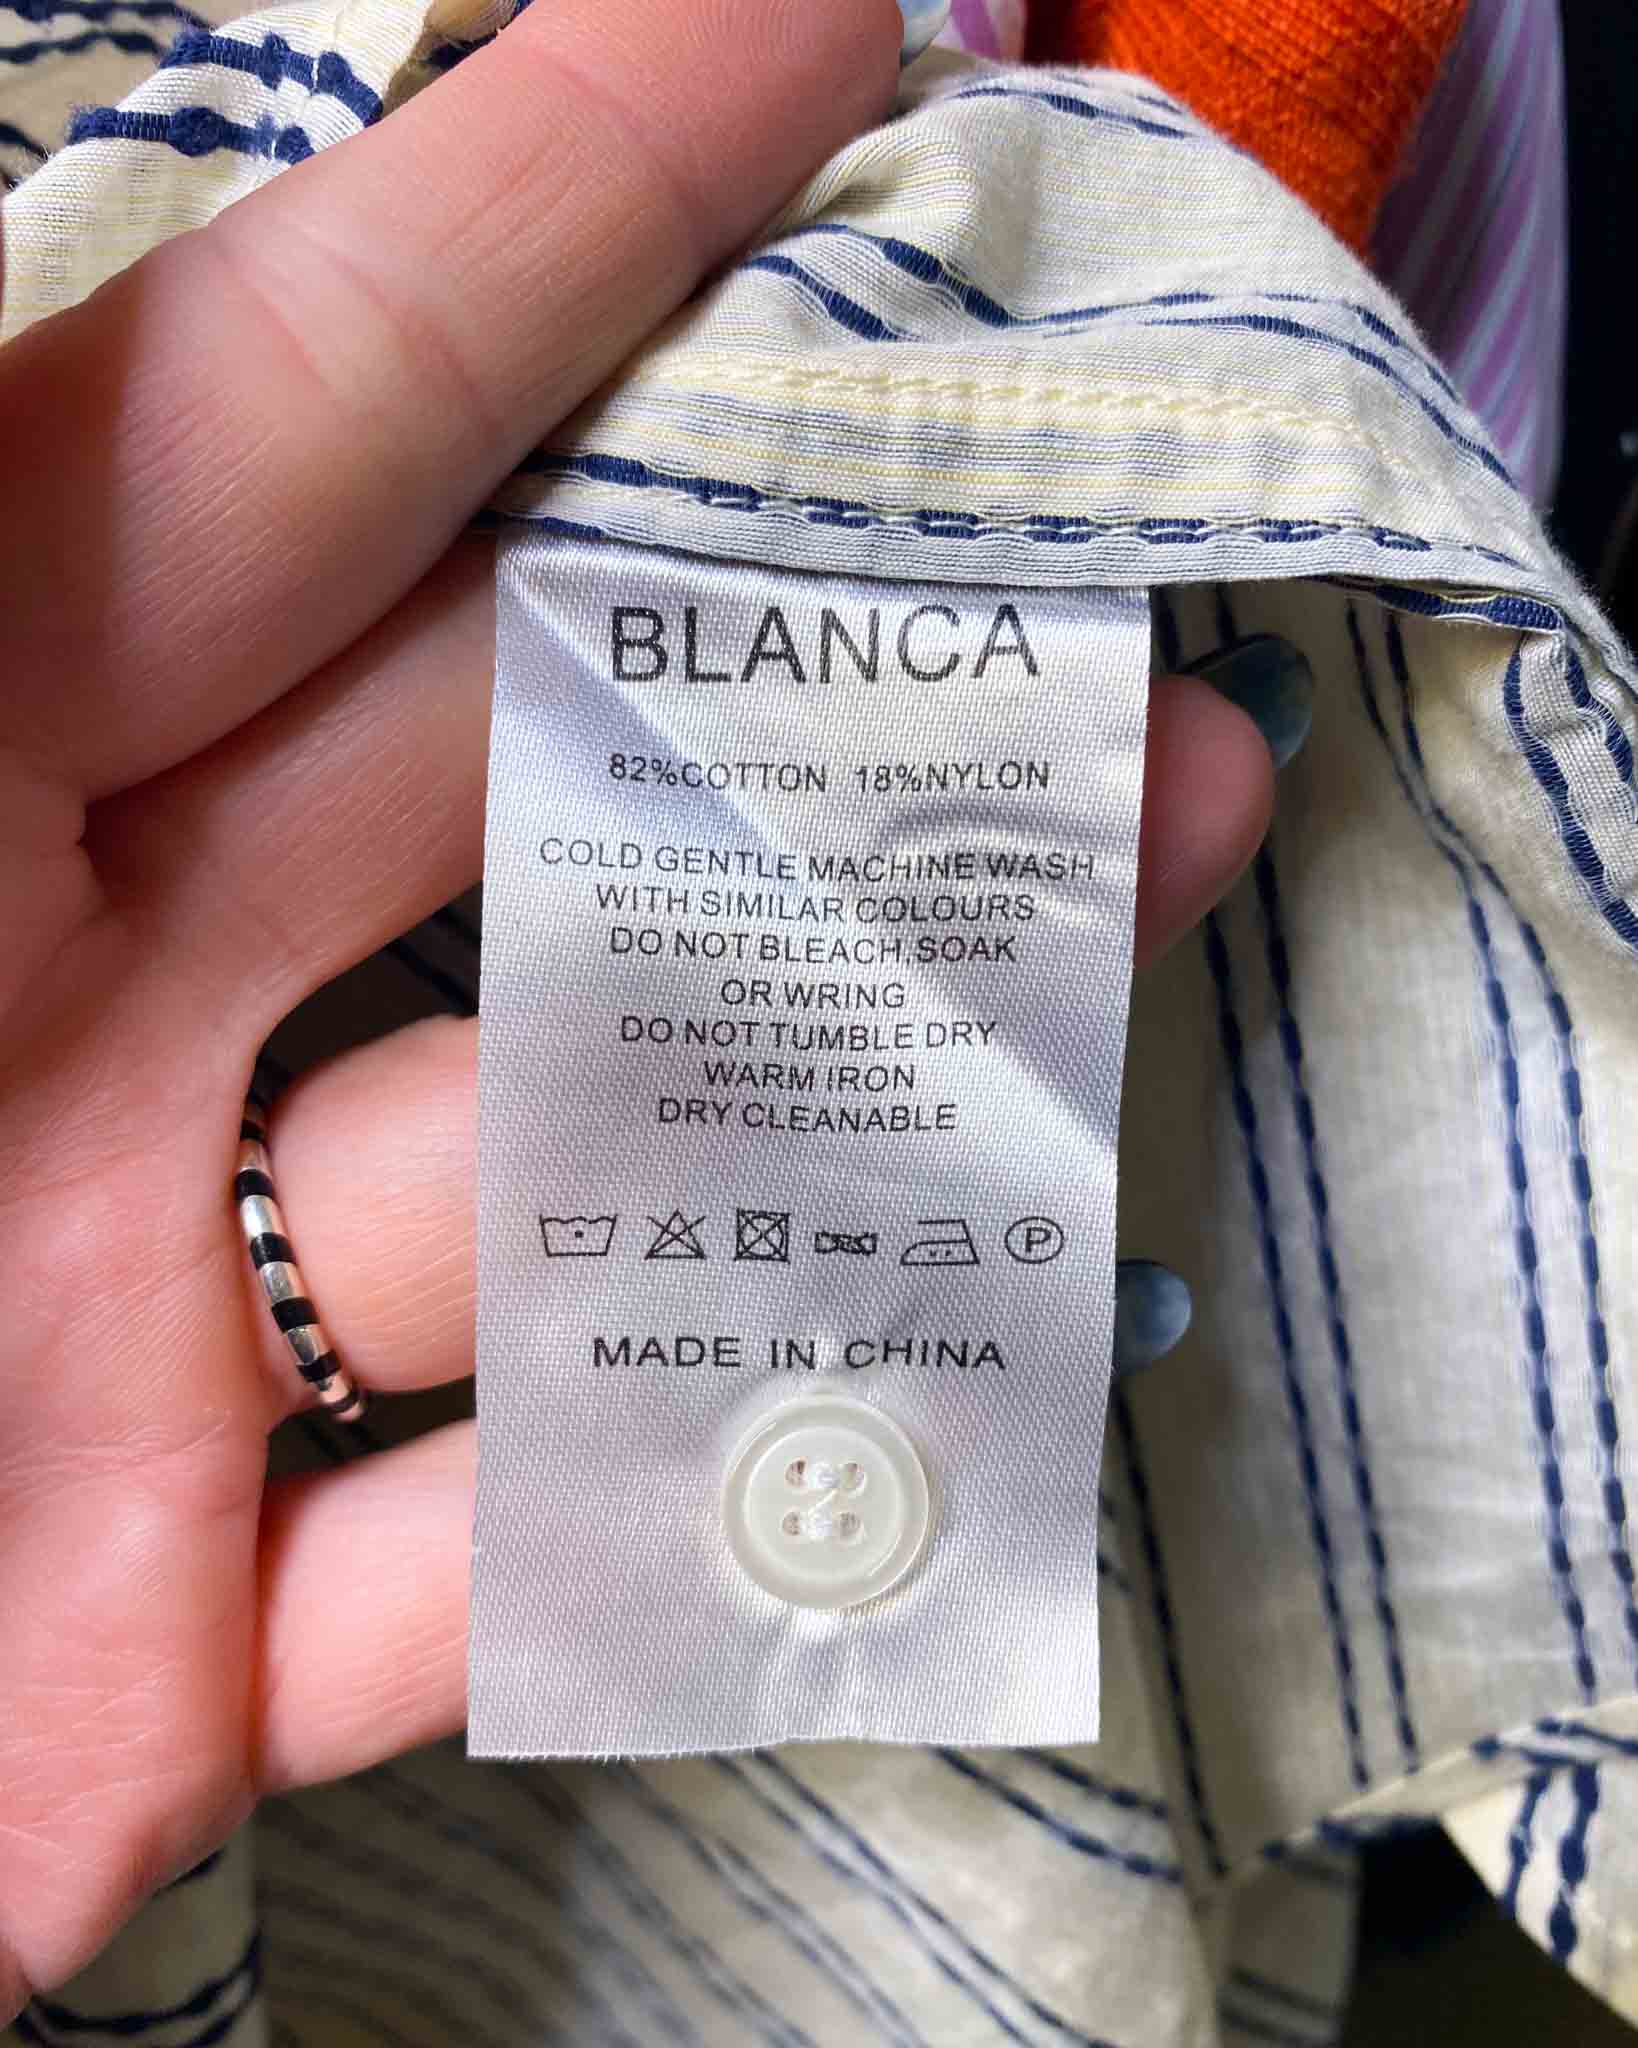 BLANCA
82%COTTON 18%NYLON
COLD GENTLE MACHINE WASH
WITH SIMILAR COLOURS
DO NOT BLEACH,SOAK
OR WRING
DO NOT TUMBLE DRY
WARM IRON
DRY CLEANABLE
P
MADE IN CHINA